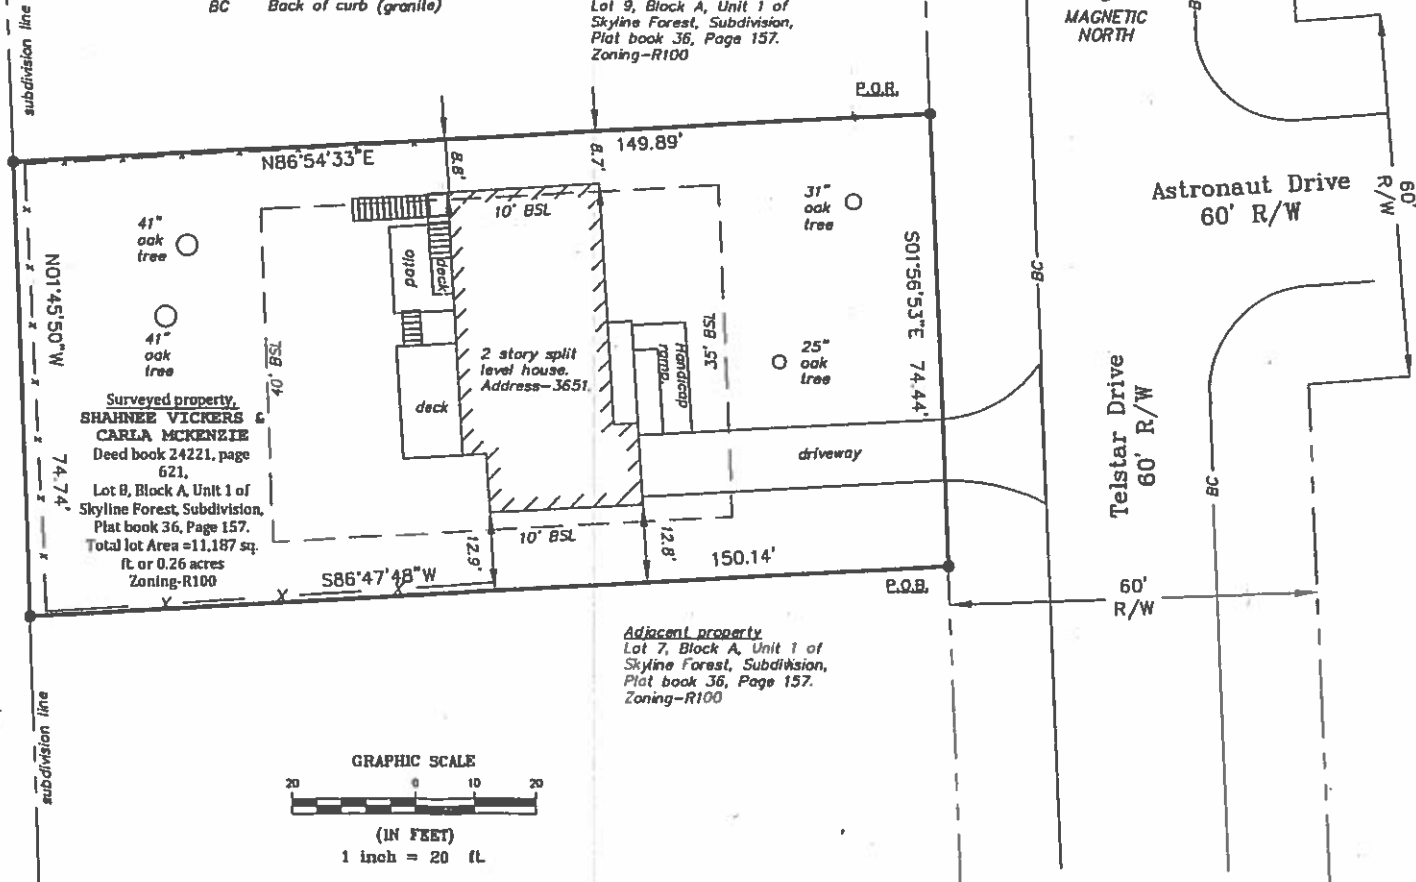 BC Back of curb (granite)
Lot 9, Block A, Unit 1 of
Skyline Forest, Subdivision,
Plat book 36, Page 157.
Zoning-R100
MAGNETIC
NORTH
subdivision line
P.O.R.
N86°54'33"E
149.89'
8.8'
8.7'
10' BSL
41"
oak
tree
31"
oak
tree
Astronaut Drive
60' R/W
60'
R/W
patio
deck
N01°45'50"W
S01°56'53"E 74.44'
BC
41"
oak
tree
40' BSL
35' BSL
2 story split
level house.
Address-3651.
Handicap
ramp.
25"
oak
tree
deck
Surveyed property,
SHAHNEE VICKERS &
CARLA MCKENZIE
Deed book 24221, page
621,
Lot 8, Block A, Unit 1 of
Skyline Forest, Subdivision,
Plat book 36, Page 157.
Total lot Area =11,187 sq.
ft. or 0.26 acres
Zoning-R100
74.74'
driveway
Telstar Drive
60' R/W
BC
10' BSL
12.9'
12.8'
S86°47'48"W
150.14'
P.O.B.
60'
R/W
Adjacent property
Lot 7, Block A, Unit 1 of
Skyline Forest, Subdivision,
Plat book 36, Page 157.
Zoning-R100
subdivision line
GRAPHIC SCALE
20 0 10 20
(IN FEET)
1 inch = 20 ft.